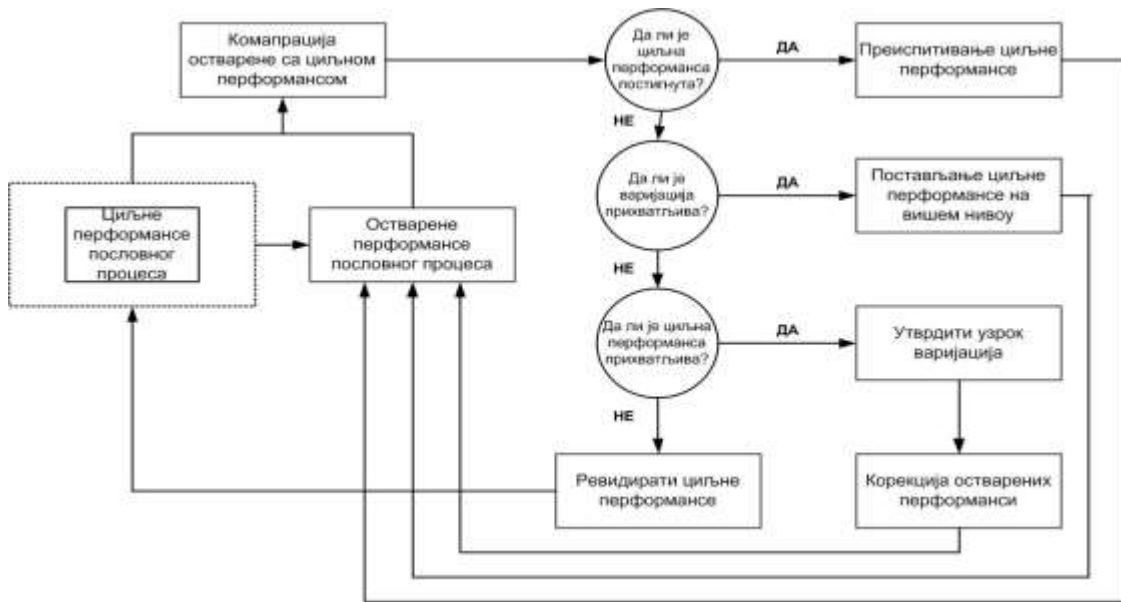 Комапрација
остварене са циљном
перформансом
Да ли је
циљна
перформанса
постигнута?
ДА
Преиспитивање циљне
перформансе
НЕ
Да ли је
варијација
прихватљива?
ДА
Постављање циљне
перформансе на
вишем нивоу
Циљне
перформансе
пословног
процеса
Остварене
перформансе
пословног процеса
НЕ
Да ли је циљна
перформанса
прихватљива?
ДА
Утврдити узрок
варијација
НЕ
Ревидирати циљне
перформансе
Корекција остварених
перформанси